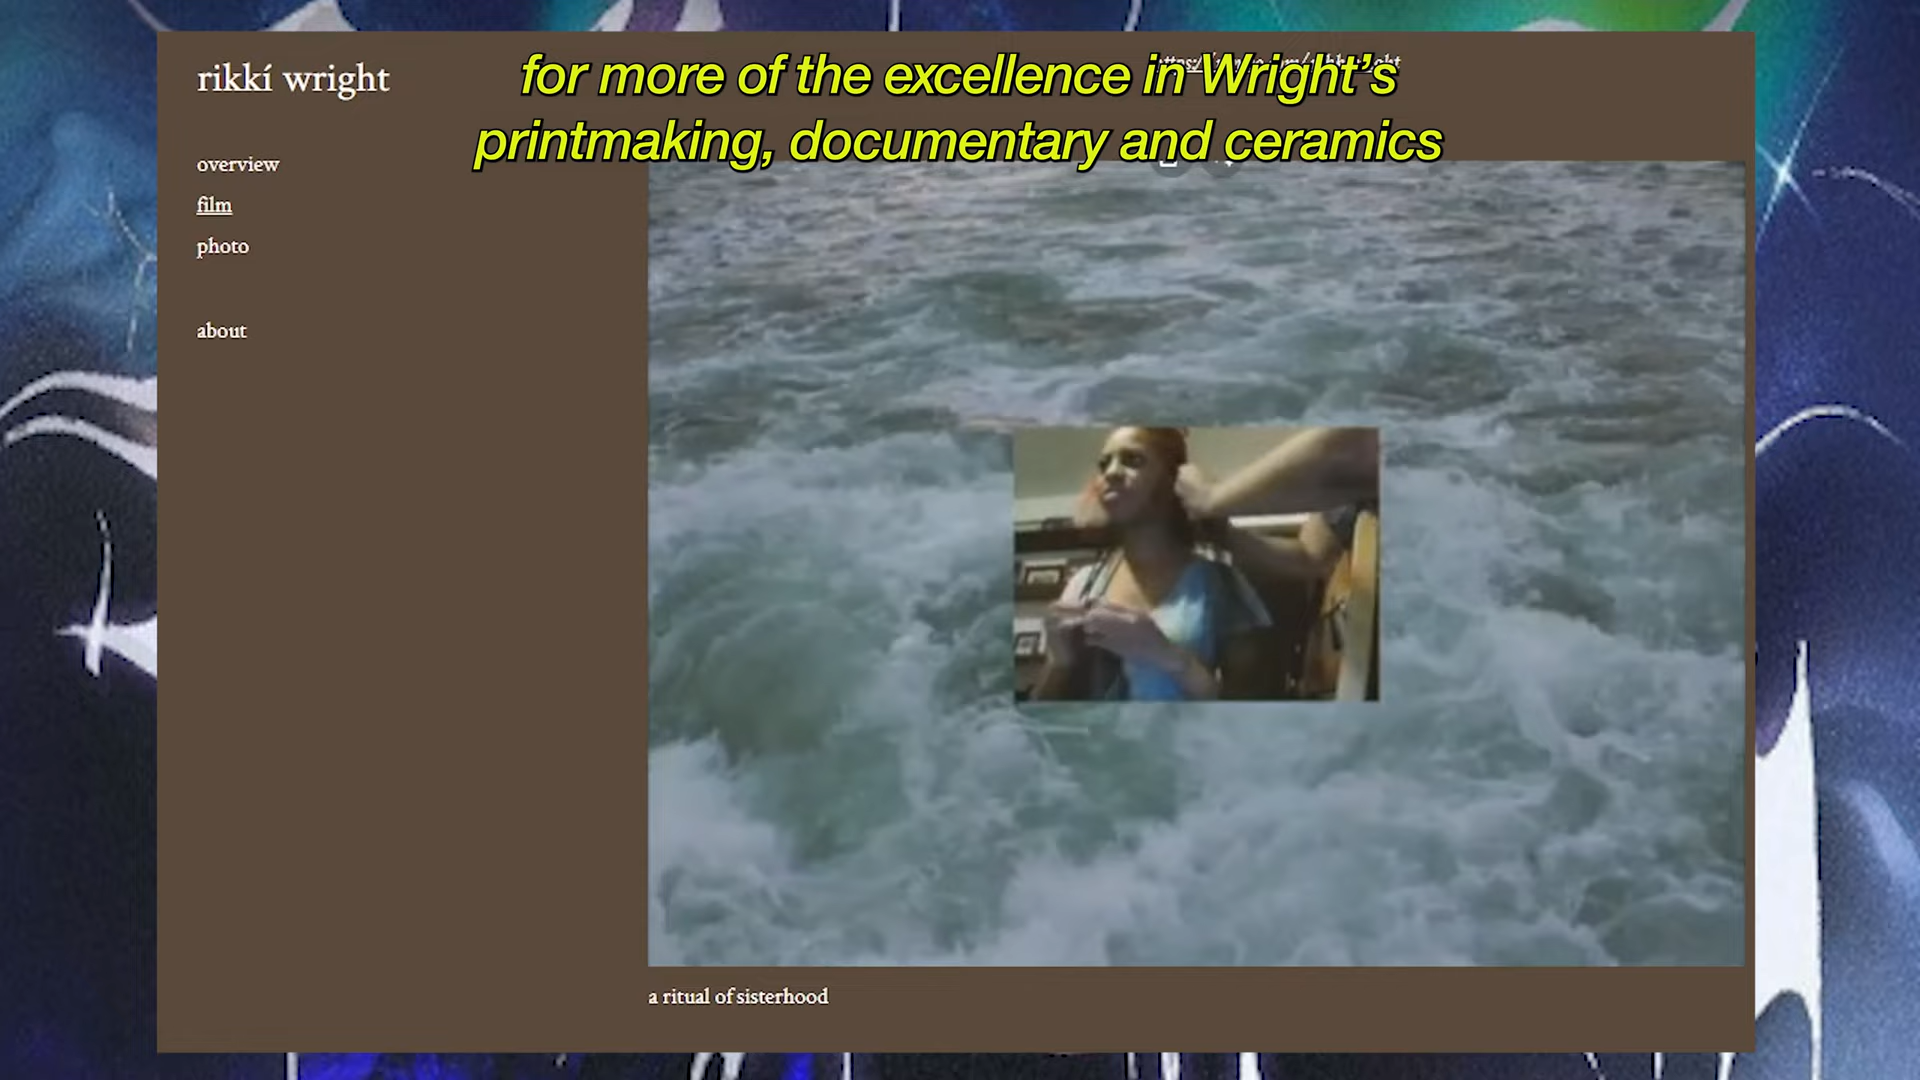 rikkí wright
for more of the excellence in Wright's
printmaking, documentary and ceramics
overview
film
photo
about
a ritual of sisterhood